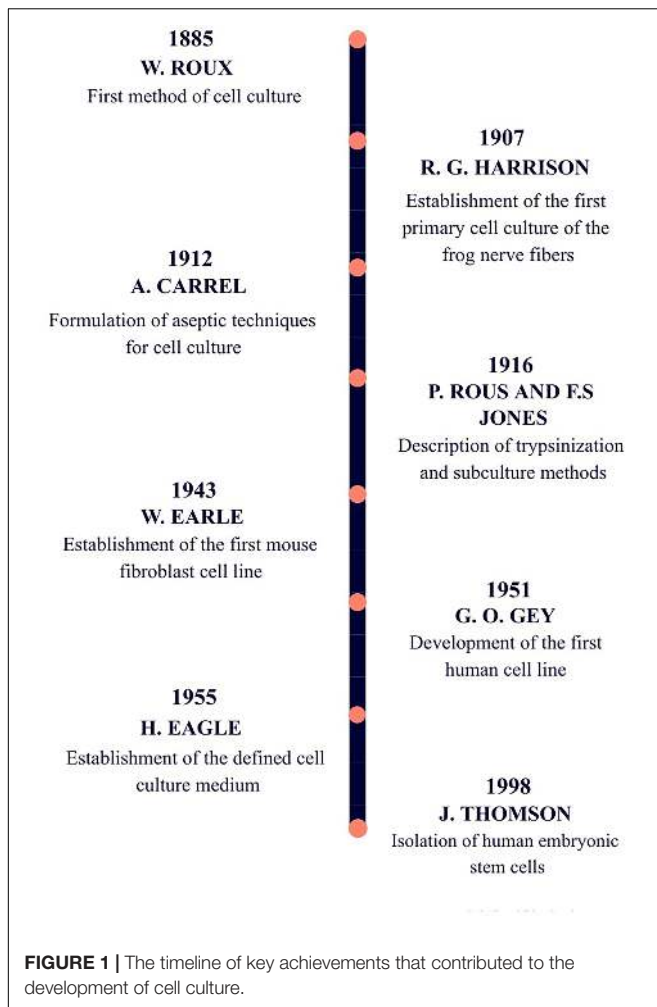 1885
W. ROUX
First method of cell culture
1907
R. G. HARRISON
Establishment of the first
primary cell culture of the
frog nerve fibers
1912
A. CARREL
Formulation of aseptic techniques
for cell culture
1916
P. ROUS AND F.S
JONES
Description of trypsinization
and subculture methods
1943
W. EARLE
Establishment of the first mouse
fibroblast cell line
1951
G. O. GEY
Development of the first
human cell line
1955
H. EAGLE
Establishment of the defined cell
culture medium
1998
J. THOMSON
Isolation of human embryonic
stem cells
FIGURE 1 | The timeline of key achievements that contributed to the
development of cell culture.